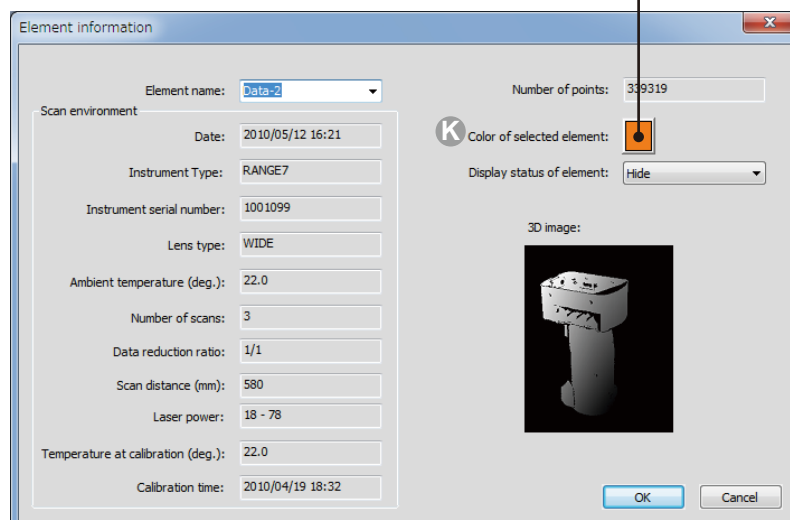 Element information
Element name: Data-2
Scan environment
Date: 2010/05/12 16:21
Instrument Type: RANGE7
Instrument serial number: 1001099
Lens type: WIDE
Ambient temperature (deg.): 22.0
Number of scans: 3
Data reduction ratio: 1/1
Scan distance (mm): 580
Laser power: 18 - 78
Temperature at calibration (deg.): 22.0
Calibration time: 2010/04/19 18:32
Number of points: 339319
K Color of selected element:
Display status of element: Hide
3D image:
OK Cancel